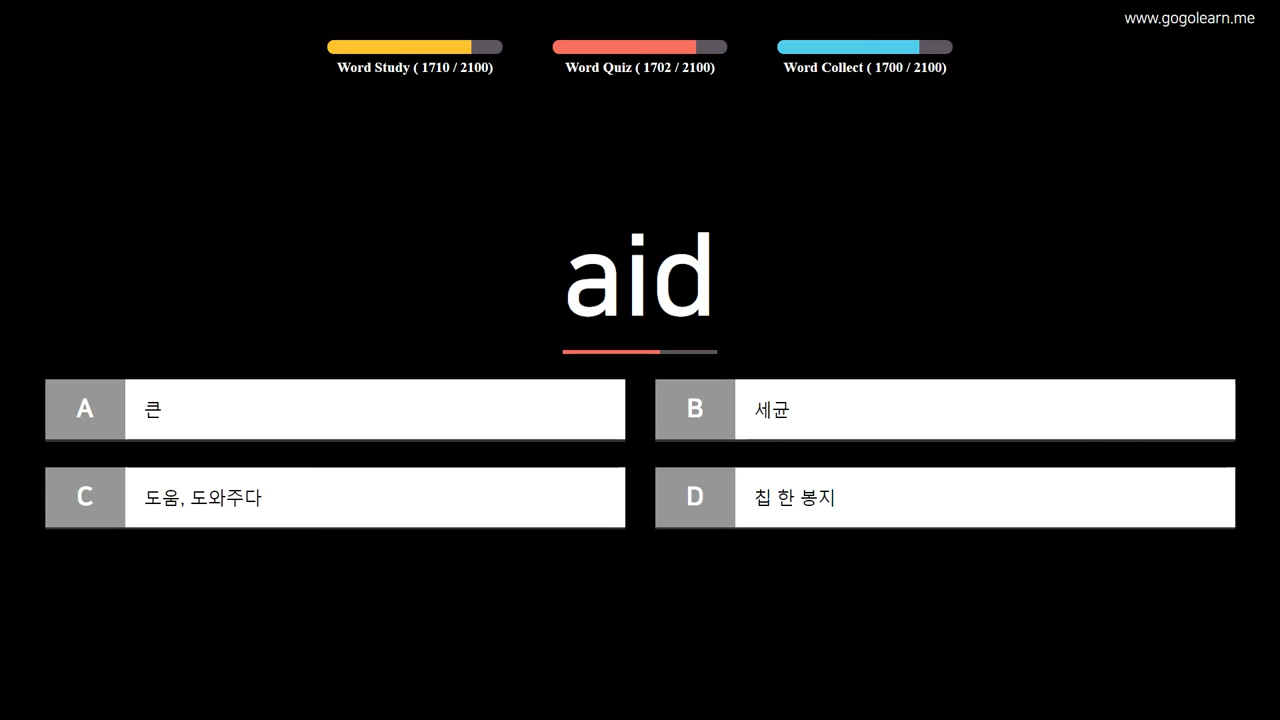 www.gogolearn.me
Word Study ( 1710 / 2100)
Word Quiz ( 1702 / 2100)
Word Collect ( 1700 / 2100)
aid
A 큰
B 세균
C 도움, 도와주다
D 칩 한 봉지